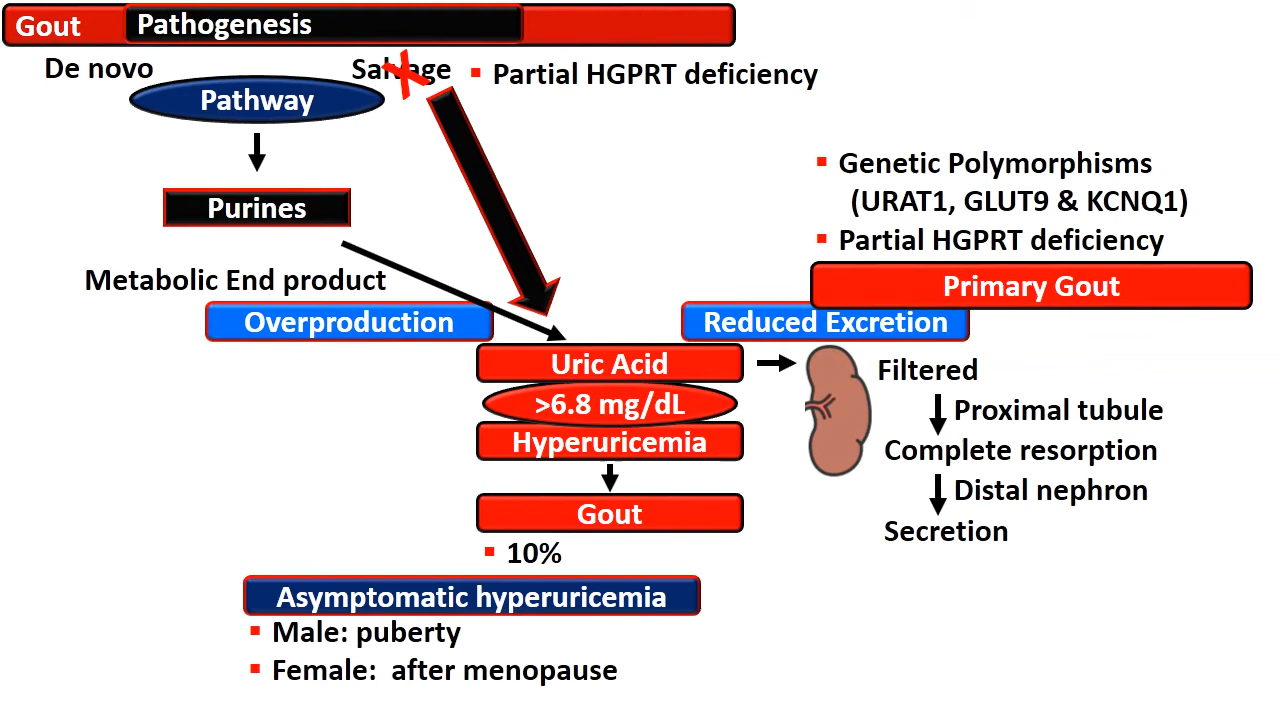 Gout Pathogenesis
De novo
Salvage
Partial HGPRT deficiency
Pathway
Purines
Metabolic End product
Overproduction
Genetic Polymorphisms
(URAT1, GLUT9 & KCNQ1)
Partial HGPRT deficiency
Primary Gout
Reduced Excretion
Uric Acid
>6.8 mg/dL
Hyperuricemia
Gout
10%
Filtered
Proximal tubule
Complete resorption
Distal nephron
Secretion
Asymptomatic hyperuricemia
Male: puberty
Female: after menopause